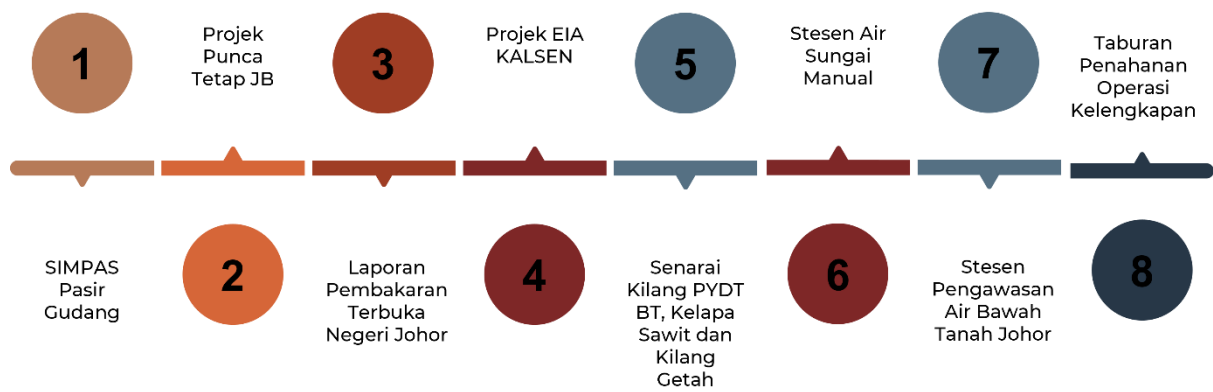 1
SIMPAS
Pasir
Gudang
Projek
Punca
Tetap JB
2
3
Laporan
Pembakaran
Terbuka
Negeri Johor
Projek EIA
KALSEN
4
5
Senarai
Kilang PYDT
BT, Kelapa
Sawit dan
Kilang
Getah
Stesen Air
Sungai
Manual
6
7
Stesen
Pengawasan
Air Bawah
Tanah Johor
Taburan
Penahanan
Operasi
Kelengkapan
8